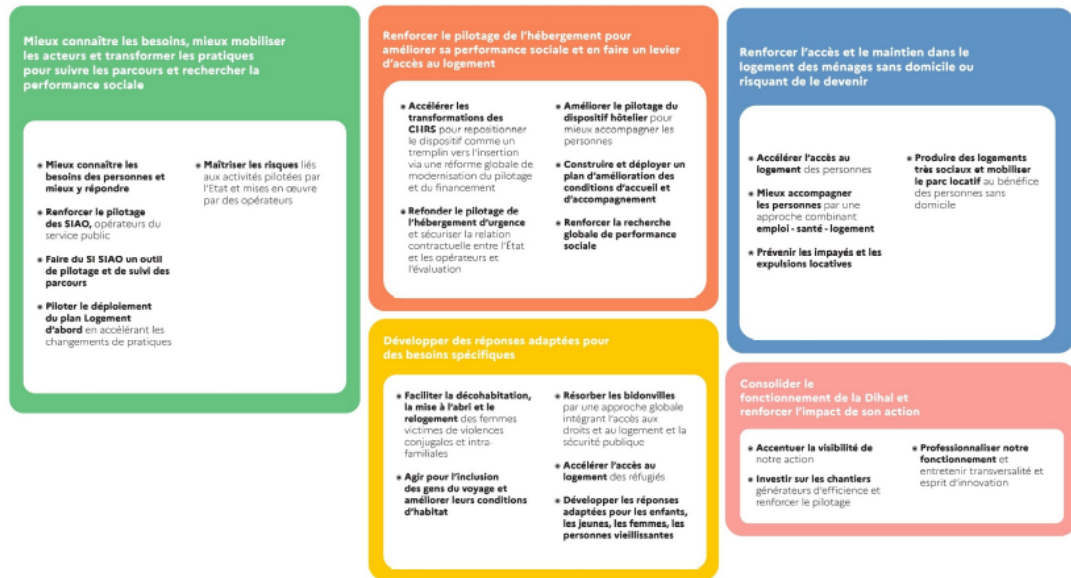 Mieux connaître les besoins, mieux mobiliser
les acteurs et transformer les pratiques
pour suivre les parcours et rechercher la
performance sociale
* Mieux connaître les
besoins des personnes et
mieux y répondre
* Renforcer le pilotage
des SIAO, opérateurs du
service public
* Faire du SI SIAO un outil
de pilotage et de suivi des
parcours
* Piloter le déploiement
du plan Logement
d'abord en accélérant les
changements de pratiques
* Maîtriser les risques liés
aux activités pilotées par
l'État et mises en œuvre
par des opérateurs
Renforcer le pilotage de l'hébergement pour
améliorer sa performance sociale et en faire un levier
d'accès au logement
* Accélérer les
transformations des
CHRS pour repositionner
le dispositif comme un
tremplin vers l'insertion
via une réforme globale de
modernisation du pilotage
et du financement
* Refonder le pilotage de
l'hébergement d'urgence
et sécuriser la relation
contractuelle entre l'État
et les opérateurs et
l'évaluation
* Améliorer le pilotage du
dispositif hôtelier pour
mieux accompagner les
personnes
* Construire et déployer un
plan d'amélioration des
conditions d'accueil et
d'accompagnement
* Renforcer la recherche
globale de performance
sociale
Renforcer l'accès et le maintien dans le
logement des ménages sans domicile ou
risquant de le devenir
* Accélérer l'accès au
logement des personnes
* Mieux accompagner
les personnes par une
approche combinant
emploi - santé - logement
* Prévenir les impayés et les
expulsions locatives
* Produire des logements
très sociaux et mobiliser
le parc locatif au bénéfice
des personnes sans
domicile
Développer des réponses adaptées pour
des besoins spécifiques
* Faciliter la décohabitation,
la mise à l'abri et le
relogement des femmes
victimes de violences
conjugales et intra-
familiales
* Agir pour l'inclusion
des gens du voyage et
améliorer leurs conditions
d'habitat
* Résorber les bidonvilles
par une approche globale
intégrant l'accès aux
droits et au logement et la
sécurité publique
* Accélérer l'accès au
logement des réfugiés
* Développer les réponses
adaptées pour les enfants,
les jeunes, les femmes, les
personnes vieillissantes
Consolider le
fonctionnement de la Dihal et
renforcer l'impact de son action
* Accentuer la visibilité de
notre action
* Investir sur les chantiers
générateurs d'efficience et
renforcer le pilotage
* Professionnaliser notre
fonctionnement et
entretenir transversalité et
esprit d'innovation